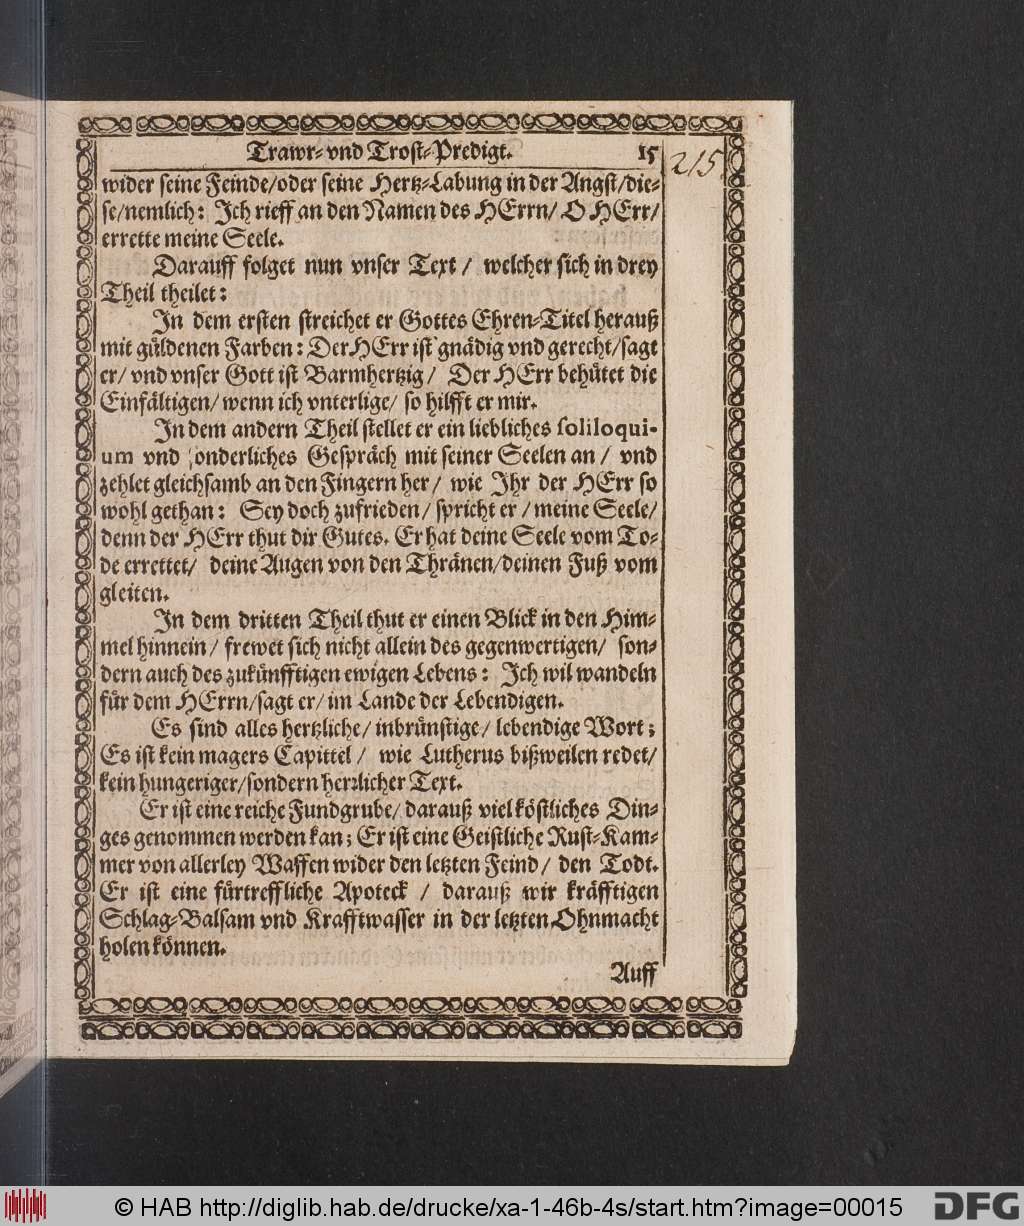 Trawr- vnd Trost-Predigt. 15
215
wider seine Feinde/oder seine Hertz-Labung in der Angst/die-
se/nemlich: Ich rieff an den Namen des HErrn/ O HErr/
errette meine Seele.
Darauff folget nun vnser Text / welcher sich in drey
Theil theilet:
In dem ersten streichet er Gottes Ehren-Titel herauß
mit güldenen Farben: Der HErr ist gnädig vnd gerecht/sagt
er/ vnd vnser Gott ist Barmhertzig/ Der HErr behütet die
Einfältigen/ wenn ich vnterlige/ so hilfft er mir.
In dem andern Theil stellet er ein liebliches soliloqui-
um vnd sonderliches Gespräch mit seiner Seelen an / vnd
zehlet gleichsamb an den Fingern her/ wie Ihr der HErr so
wohl gethan: Sey doch zufrieden/ spricht er / meine Seele/
denn der HErr thut dir Gutes. Er hat deine Seele vom To-
de errettet/ deine Augen von den Thränen/deinen Fuß vom
gleiten.
In dem dritten Theil thut er einen Blick in den Him-
mel hinnein / frewet sich nicht allein des gegenwertigen/ son-
dern auch des zukünfftigen ewigen Lebens: Ich wil wandeln
für dem HErrn/sagt er/ im Lande der Lebendigen.
Es sind alles hertzliche/ inbrünstige/ lebendige Wort;
Es ist kein magers Capittel / wie Lutherus bißweilen redet/
kein hungeriger/sondern herrlicher Text.
Er ist eine reiche Fundgrube/ darauß viel köstliches Din-
ges genommen werden kan; Er ist eine Geistliche Rust-Kam-
mer von allerley Waffen wider den letzten Feind/ den Todt.
Er ist eine fürtreffliche Apoteck / darauß wir kräfftigen
Schlag-Balsam vnd Krafftwasser in der letzten Ohnmacht
holen können.
Auff
© HAB http://diglib.hab.de/drucke/xa-1-46b-4s/start.htm?image=00015
DFG